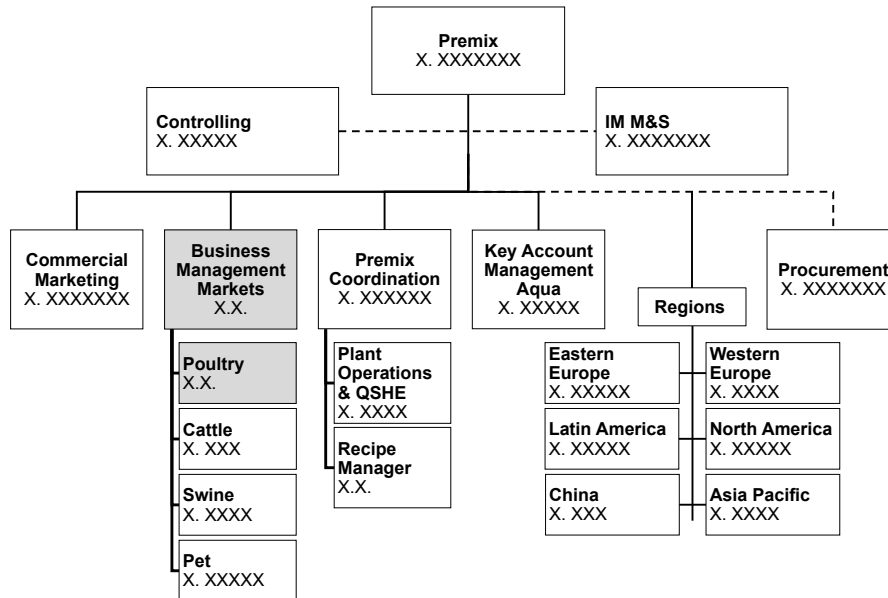 Premix
X. XXXXXXX
Controlling
X. XXXXX
IM M&S
X. XXXXXXX
Commercial
Marketing
X. XXXXXXX
Business
Management
Markets
X.X.
Premix
Coordination
X. XXXXXX
Key Account
Management
Aqua
X. XXXXX
Regions
Procurement
X. XXXXXXX
Poultry
X.X.
Cattle
X. XXX
Swine
X. XXXX
Pet
X. XXXXX
Plant
Operations
& QSHE
X. XXXX
Recipe
Manager
X.X.
Eastern
Europe
X. XXXXX
Western
Europe
X. XXXX
Latin America
X. XXXXX
North America
X. XXXXX
China
X. XXX
Asia Pacific
X. XXXX